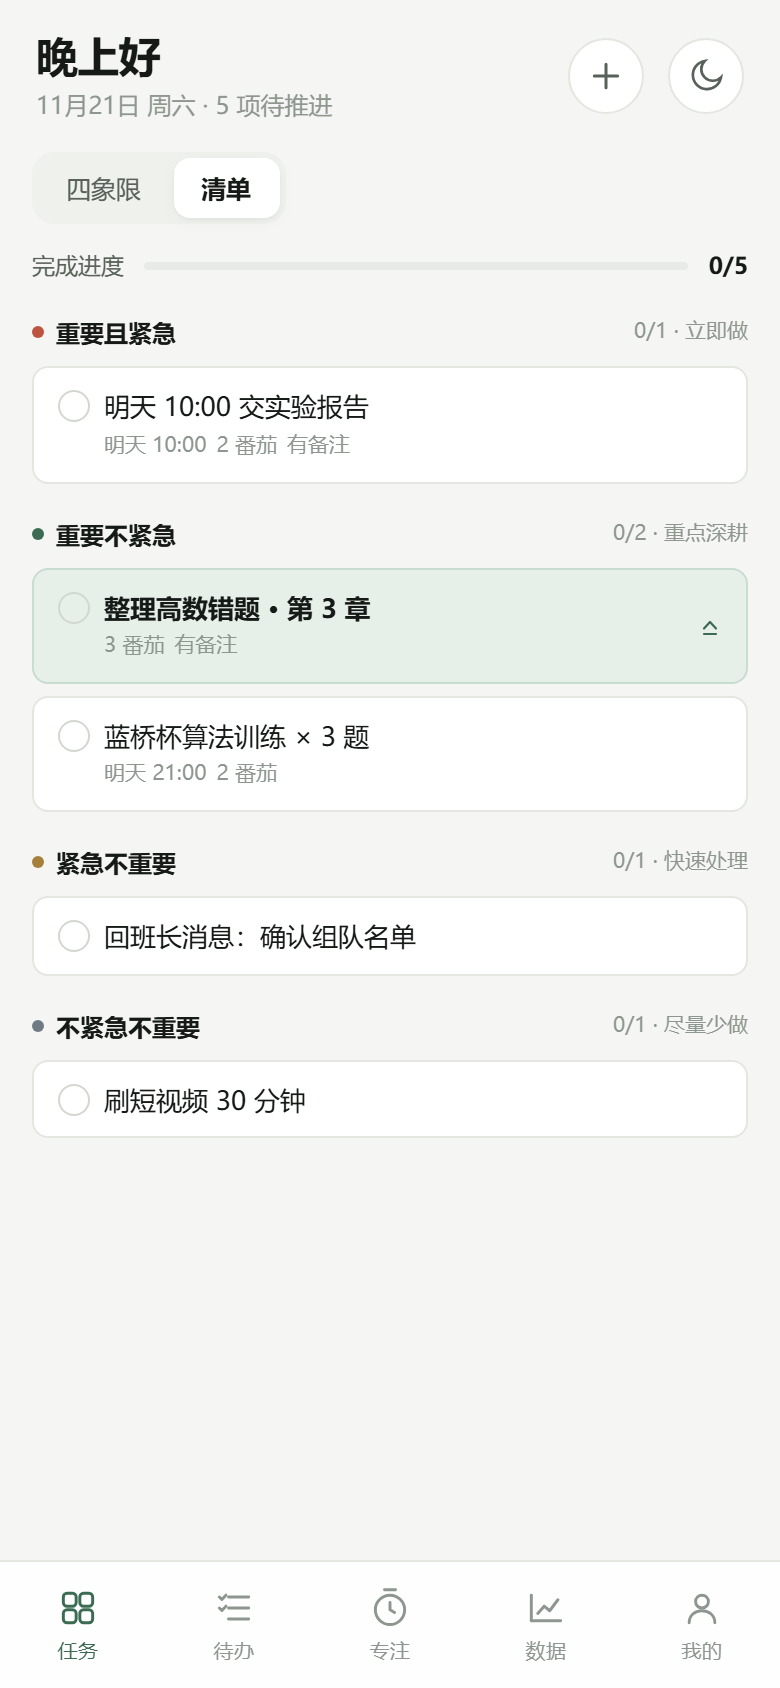 晚上好
11月21日 周六 · 5 项待推进
四象限 清单
完成进度 0/5
重要且紧急 0/1 · 立即做
明天 10:00 交实验报告
明天 10:00 2 番茄 有备注
重要不紧急 0/2 · 重点深耕
整理高数错题 • 第 3 章
3 番茄 有备注
蓝桥杯算法训练 × 3 题
明天 21:00 2 番茄
紧急不重要 0/1 · 快速处理
回班长消息：确认组队名单
不紧急不重要 0/1 · 尽量少做
刷短视频 30 分钟
任务 待办 专注 数据 我的